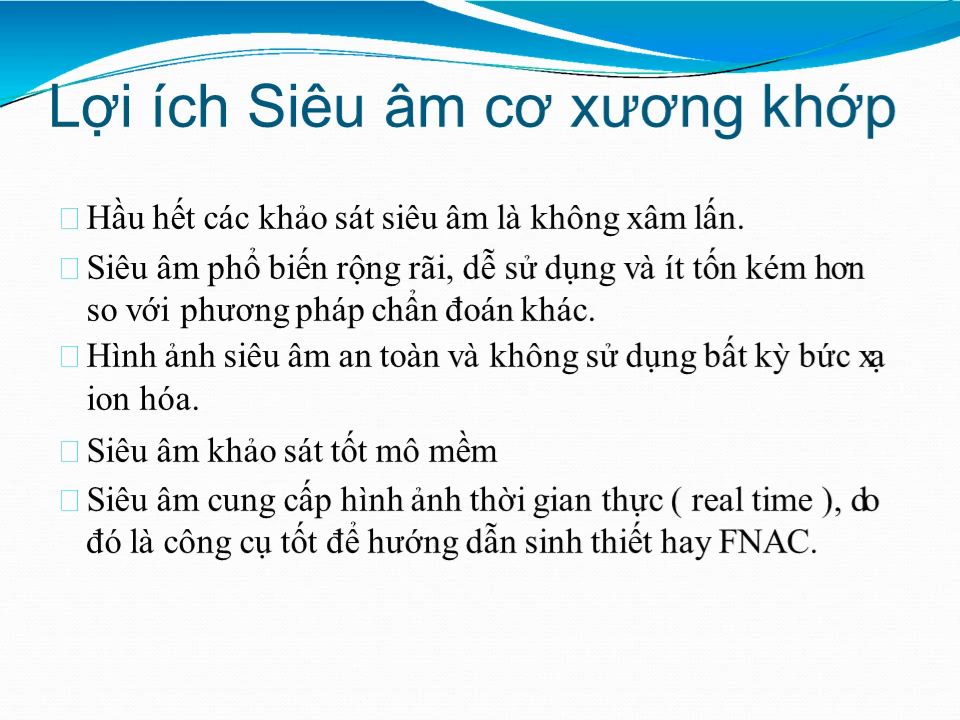 Lợi ích Siêu âm cơ xương khớp
Hầu hết các khảo sát siêu âm là không xâm lấn.
Siêu âm phổ biến rộng rãi, dễ sử dụng và ít tốn kém hơn
so với phương pháp chẩn đoán khác.
Hình ảnh siêu âm an toàn và không sử dụng bất kỳ bức xạ
ion hóa.
Siêu âm khảo sát tốt mô mềm
Siêu âm cung cấp hình ảnh thời gian thực ( real time ), do
đó là công cụ tốt để hướng dẫn sinh thiết hay FNAC.